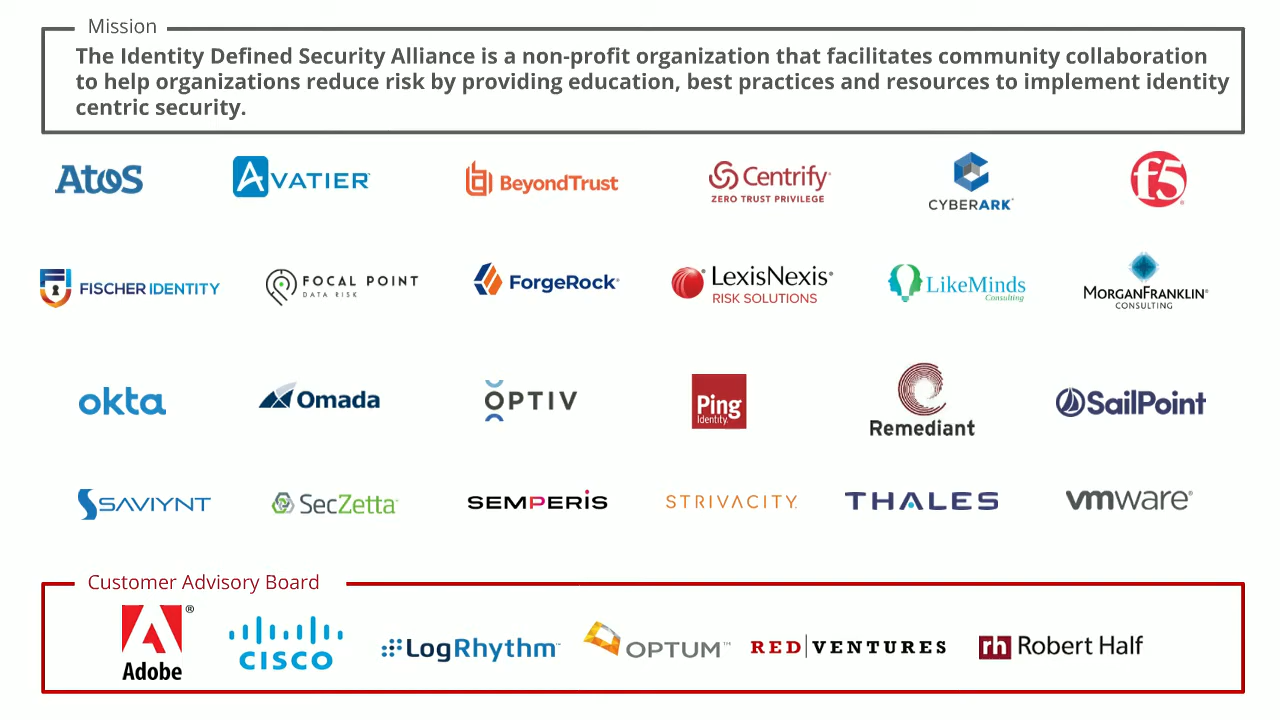 Mission
The Identity Defined Security Alliance is a non-profit organization that facilitates community collaboration
to help organizations reduce risk by providing education, best practices and resources to implement identity
centric security.
Atos
AVATIER
BeyondTrust
Centrify
ZERO TRUST PRIVILEGE
CYBERARK
f5
FISCHER IDENTITY
FOCAL POINT
DATA RISK
ForgeRock
LexisNexis
RISK SOLUTIONS
LikeMinds
Consulting
MORGANFRANKLIN
CONSULTING
okta
Omada
OPTIV
Ping
Identity
Remediant
SailPoint
SAVIYNT
SecZetta
SEMPERIS
STRIVACITY
THALES
vmware
Customer Advisory Board
Adobe
CISCO
LogRhythm
OPTUM™
RED|VENTURES
rh Robert Half